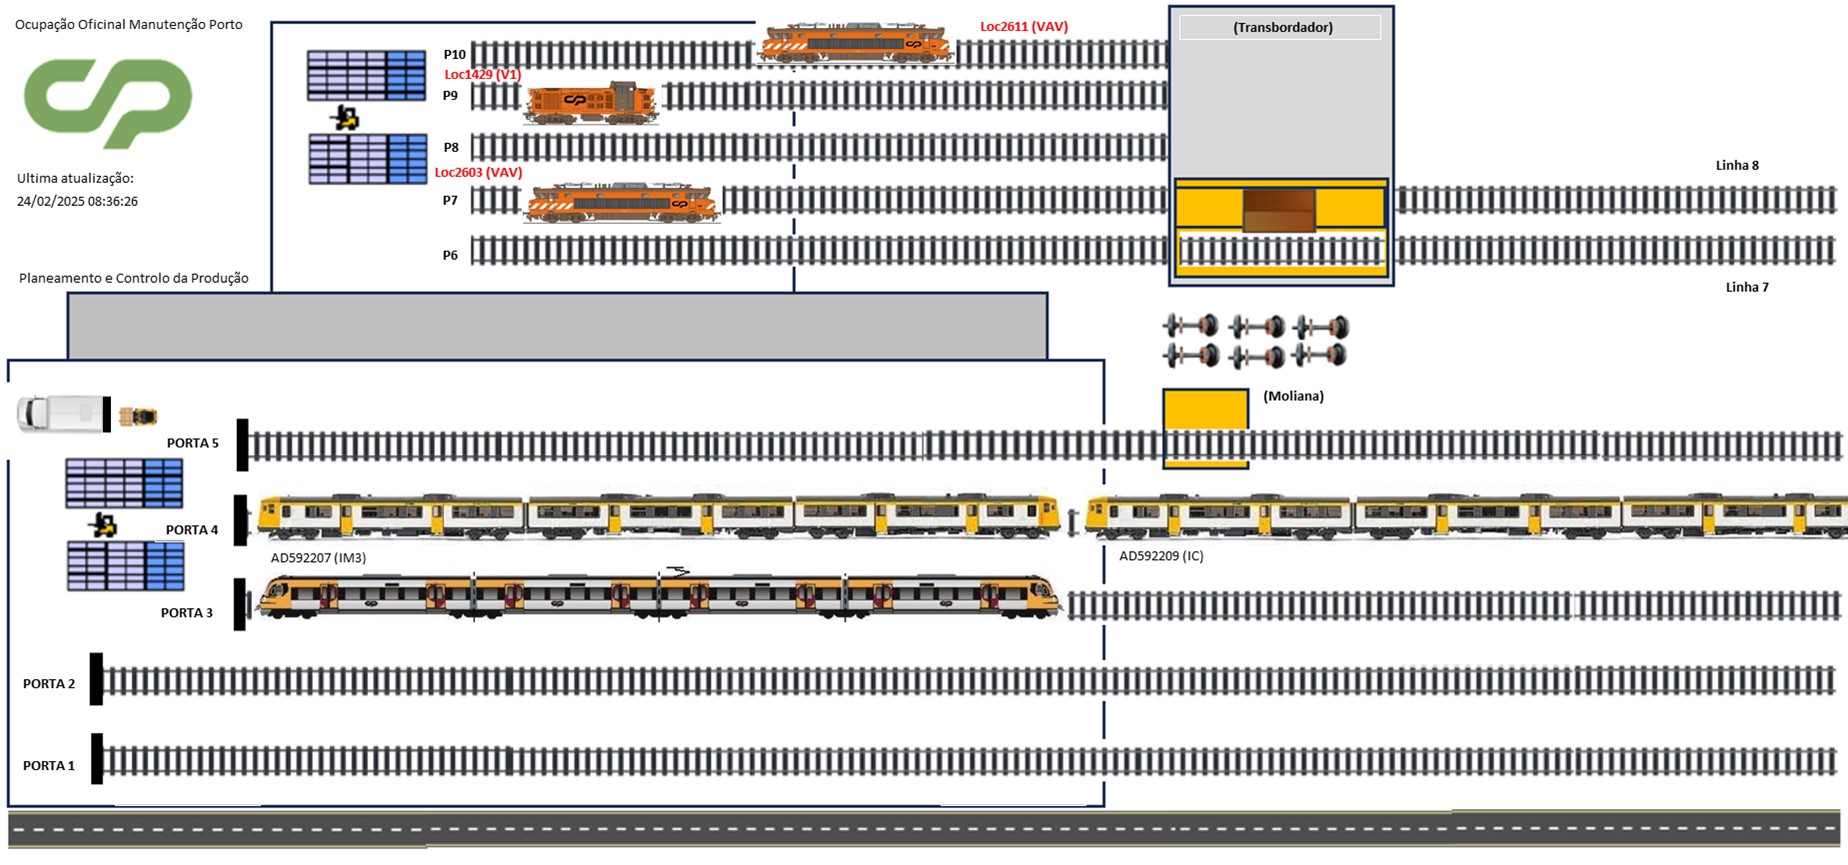 Ocupação Oficinal Manutenção Porto
Loc2611 (VAV)
(Transbordador)
P10
Loc1429 (V1)
P9
P8
Linha 8
Loc2603 (VAV)
Ultima atualização:
24/02/2025 08:36:26
P7
P6
Planeamento e Controlo da Produção
Linha 7
(Moliana)
PORTA 5
PORTA 4
AD592207 (IM3)
AD592209 (IC)
PORTA 3
PORTA 2
PORTA 1